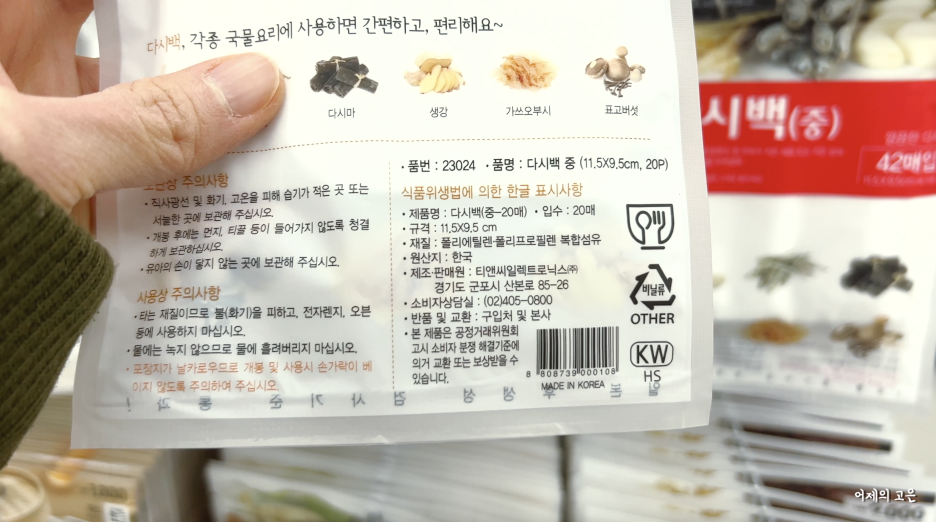 다시백, 각종 국물요리에 사용하면 간편하고, 편리해요~
다시마
생강
가쓰오부시
표고버섯
보관상 주의사항
• 직사광선 및 화기, 고온을 피해 습기가 적은 곳 또는
서늘한 곳에 보관해 주십시오.
• 개봉 후에는 먼지, 티끌 등이 들어가지 않도록 청결
하게 보관하십시오.
• 유아의 손이 닿지 않는 곳에 보관해 주십시오.
사용상 주의사항
• 타는 재질이므로 불(화기)을 피하고, 전자렌지, 오븐
등에 사용하지 마십시오.
• 물에는 녹지 않으므로 물에 흘려버리지 마십시오.
• 포장지가 날카로우므로 개봉 및 사용시 손가락이 베
이지 않도록 주의하여 주십시오.
• 품번 : 23024 • 품명 : 다시백 중 (11.5X9.5cm, 20P)
식품위생법에 의한 한글 표시사항
• 제품명 : 다시백(중-20매) • 입수 : 20매
• 규격 : 11.5X9.5 cm
• 재질 : 폴리에틸렌·폴리프로필렌 복합섬유
• 원산지 : 한국
• 제조·판매원 : 티앤씨일렉트로닉스㈜
경기도 군포시 산본로 85-26
• 소비자상담실 : (02)405-0800
• 반품 및 교환 : 구입처 및 본사
• 본 제품은 공정거래위원회
고시 소비자 분쟁 해결기준에
의거 교환 또는 보상받을 수
있습니다.
비닐류
OTHER
KW
HS
8 808739 000108
MADE IN KOREA
일본 후생성 검사기준 통과!
시백(중)
42매입
어제의 고은